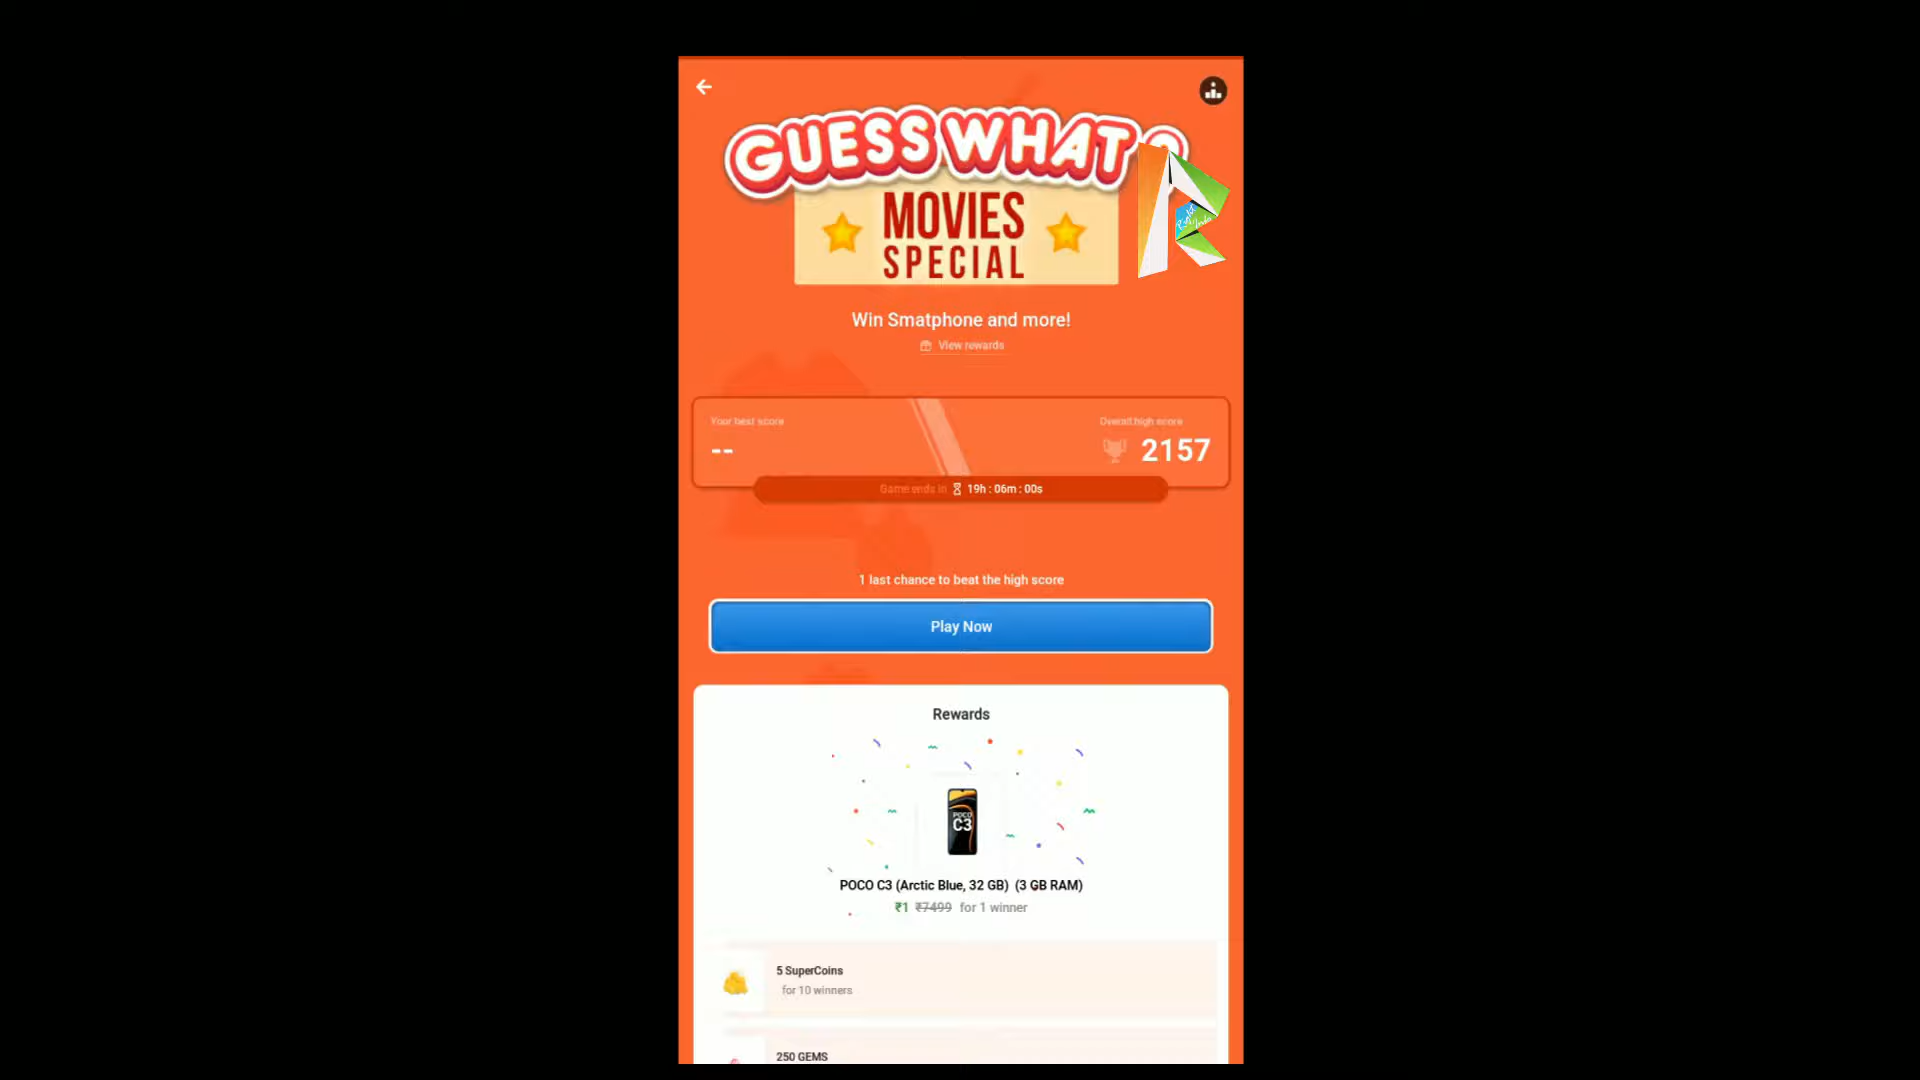 GUESS WHAT ?
MOVIES
SPECIAL
Win Smatphone and more!
View rewards
Your best score
Overall high score
--
2157
Game ends in 19h : 06m : 00s
1 last chance to beat the high score
Play Now
Rewards
POCO
C3
POCO C3 (Arctic Blue, 32 GB) (3 GB RAM)
₹1 ₹7499 for 1 winner
5 SuperCoins
for 10 winners
250 GEMS